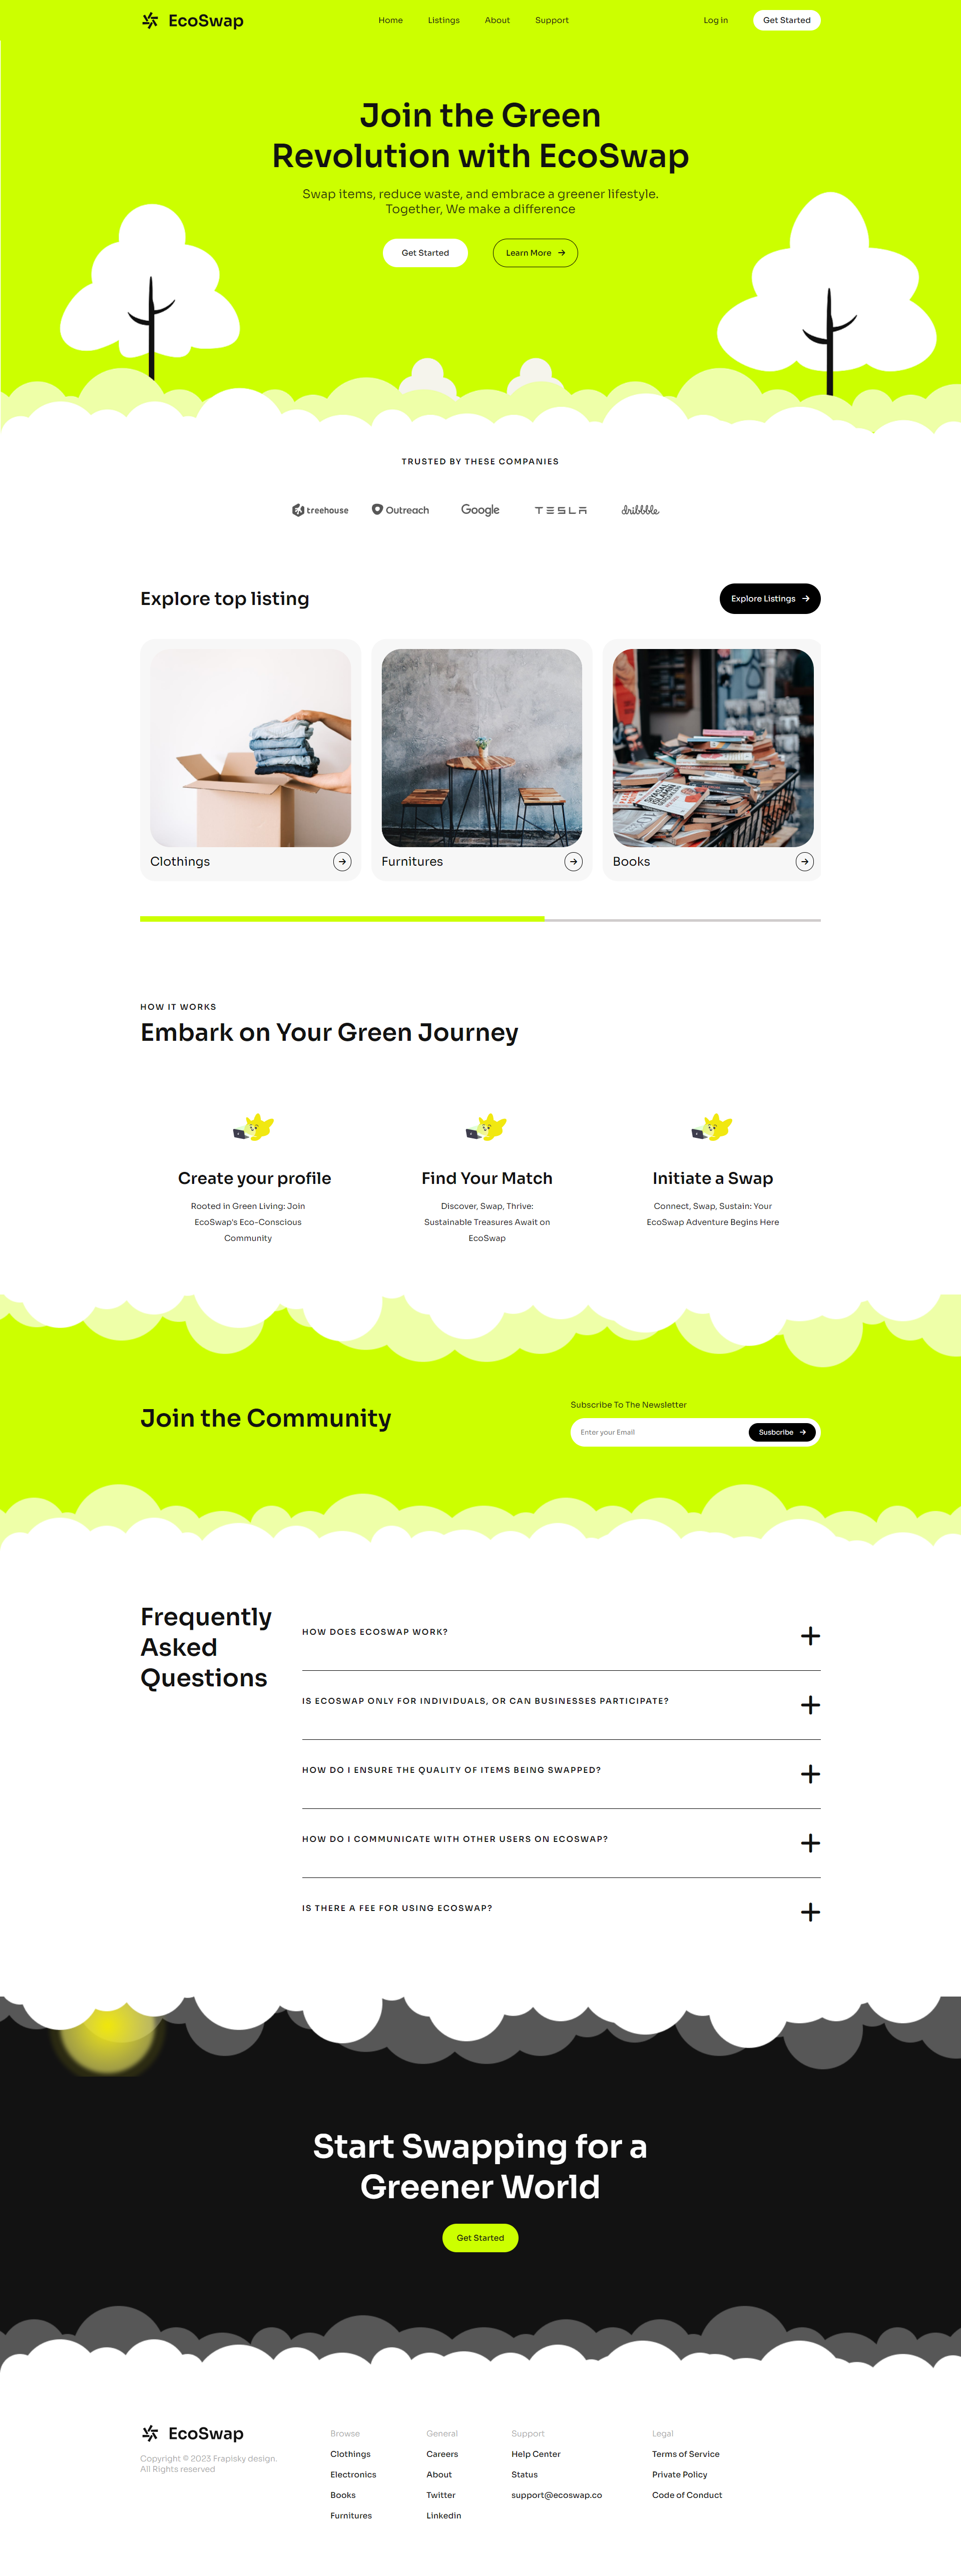 EcoSwap
Home
Listings
About
Support
Log in
Get Started
Join the Green
Revolution with EcoSwap
Swap items, reduce waste, and embrace a greener lifestyle.
Together, We make a difference
Get Started
Learn More
TRUSTED BY THESE COMPANIES
treehouse
Outreach
Google
TESLA
dribbble
Explore top listing
Explore Listings
Clothings
Furnitures
Books
HOW IT WORKS
Embark on Your Green Journey
Create your profile
Rooted in Green Living: Join
EcoSwap's Eco-Conscious
Community
Find Your Match
Discover, Swap, Thrive:
Sustainable Treasures Await on
EcoSwap
Initiate a Swap
Connect, Swap, Sustain: Your
EcoSwap Adventure Begins Here
Join the Community
Subscribe To The Newsletter
Enter your Email
Susbcribe
Frequently
Asked
Questions
HOW DOES ECOSWAP WORK?
IS ECOSWAP ONLY FOR INDIVIDUALS, OR CAN BUSINESSES PARTICIPATE?
HOW DO I ENSURE THE QUALITY OF ITEMS BEING SWAPPED?
HOW DO I COMMUNICATE WITH OTHER USERS ON ECOSWAP?
IS THERE A FEE FOR USING ECOSWAP?
Start Swapping for a
Greener World
Get Started
EcoSwap
Copyright © 2023 Frapisky design.
All Rights reserved
Browse
Clothings
Electronics
Books
Furnitures
General
Careers
About
Twitter
Linkedin
Support
Help Center
Status
support@ecoswap.co
Legal
Terms of Service
Private Policy
Code of Conduct